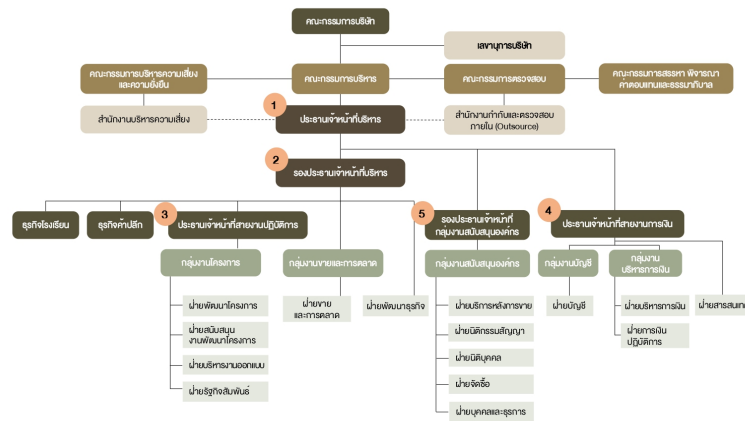 คณะกรรมการบริษัท
เลขานุการบริษัท
คณะกรรมการบริหารความเสี่ยง
และความยั่งยืน
คณะกรรมการบริหาร
คณะกรรมการตรวจสอบ
คณะกรรมการสรรหา พิจารณา
ค่าตอบแทนและธรรมาภิบาล
1
สำนักงานบริหารความเสี่ยง
ประธานเจ้าหน้าที่บริหาร
สำนักงานกำกับและตรวจสอบ
ภายใน (Outsource)
2
รองประธานเจ้าหน้าที่บริหาร
ธุรกิจโรงเรียน
ธุรกิจค้าปลีก
3
ประธานเจ้าหน้าที่สายงานปฏิบัติการ
5
รองประธานเจ้าหน้าที่
กลุ่มงานสนับสนุนองค์กร
4
ประธานเจ้าหน้าที่สายงานการเงิน
กลุ่มงานโครงการ
กลุ่มงานขายและการตลาด
กลุ่มงานสนับสนุนองค์กร
กลุ่มงานบัญชี
กลุ่มงาน
บริหารการเงิน
ฝ่ายพัฒนาโครงการ
ฝ่ายสนับสนุน
งานพัฒนาโครงการ
ฝ่ายบริหารงานออกแบบ
ฝ่ายรัฐกิจสัมพันธ์
ฝ่ายขาย
และการตลาด
ฝ่ายพัฒนาธุรกิจ
ฝ่ายบริการหลังการขาย
ฝ่ายนิติกรรมสัญญา
ฝ่ายนิติบุคคล
ฝ่ายจัดซื้อ
ฝ่ายบุคคลและธุรการ
ฝ่ายบัญชี
ฝ่ายบริหารการเงิน
ฝ่ายการเงิน
ปฏิบัติการ
ฝ่ายสารสนเทศ